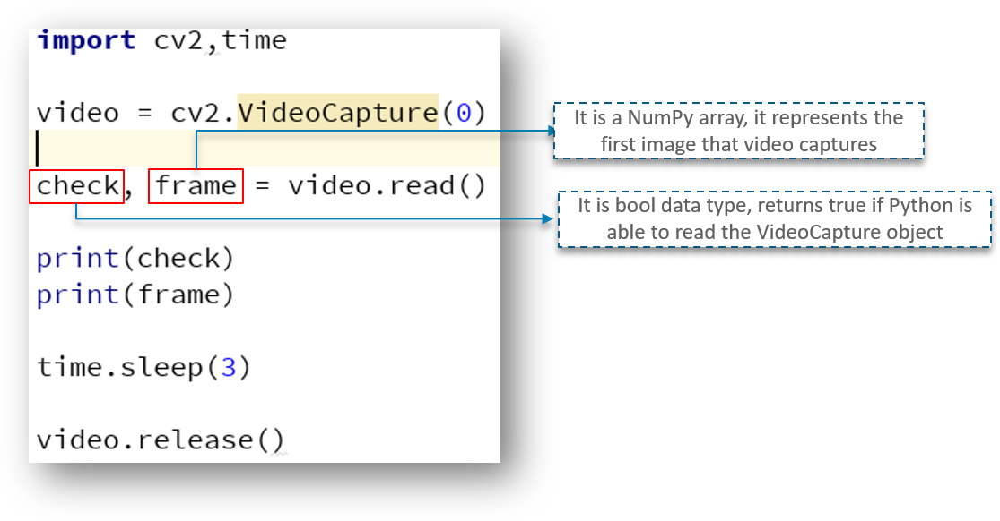 import cv2,time
video = cv2.VideoCapture(0)
check, frame = video.read()
print(check)
print(frame)
time.sleep(3)
video.release()
It is a NumPy array, it represents the
first image that video captures
It is bool data type, returns true if Python is
able to read the VideoCapture object